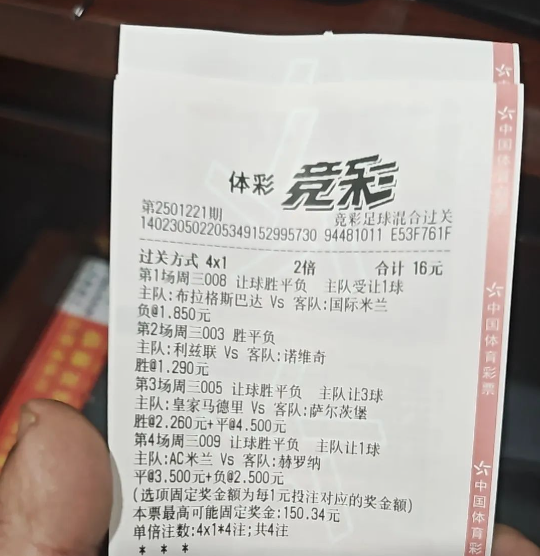 体彩 竞彩
第2501221期 竞彩足球混合过关
140230502205349152995730 94481011 E53F761F
过关方式 4x1 2倍 合计 16元
第1场周三008 让球胜平负 主队受让1球
主队:布拉格斯巴达 Vs 客队:国际米兰
负@1.850元
第2场周三003 胜平负
主队:利兹联 Vs 客队:诺维奇
胜@1.290元
第3场周三005 让球胜平负 主队让3球
主队:皇家马德里 Vs 客队:萨尔茨堡
胜@2.260元+平@4.500元
第4场周三009 让球胜平负 主队让1球
主队:AC米兰 Vs 客队:赫罗纳
平@3.500元+负@2.500元
(选项固定奖金额为每1元投注对应的奖金额)
本票最高可能固定奖金:150.34元
单倍注数:4x1*4注;共4注
* * *
中国体育
中国体育彩票
中国体育